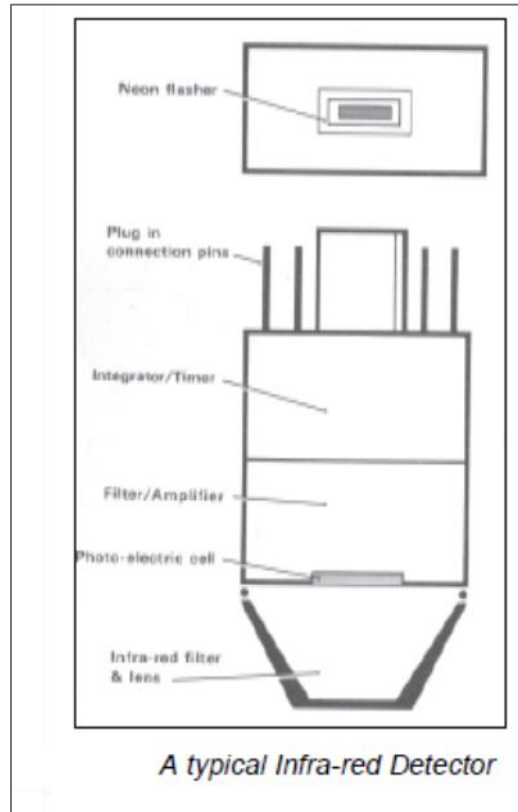 Neon flasher
Plug in
connection pins
Integrator/Timer
Filter/Amplifier
Photo-electric cell
Infra-red filter
& lens
A typical Infra-red Detector